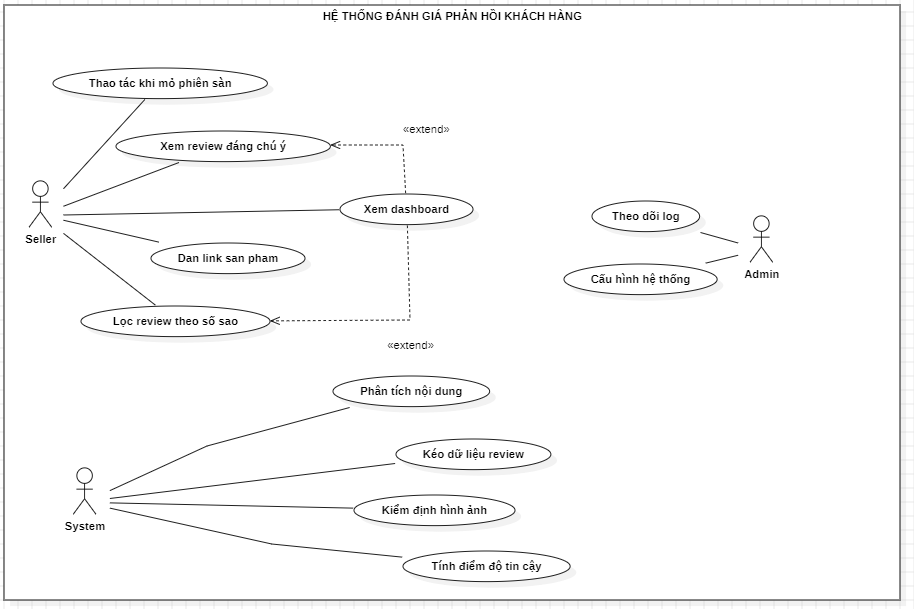 HỆ THỐNG ĐÁNH GIÁ PHẢN HỒI KHÁCH HÀNG
Thao tác khi mỏ phiên sàn
«extend»
Xem review đáng chú ý
Xem dashboard
Theo dõi log
Seller
Dan link san pham
Admin
Cấu hình hệ thống
Lọc review theo số sao
«extend»
Phân tích nội dung
Kéo dữ liệu review
Kiểm định hình ảnh
System
Tính điểm độ tin cậy